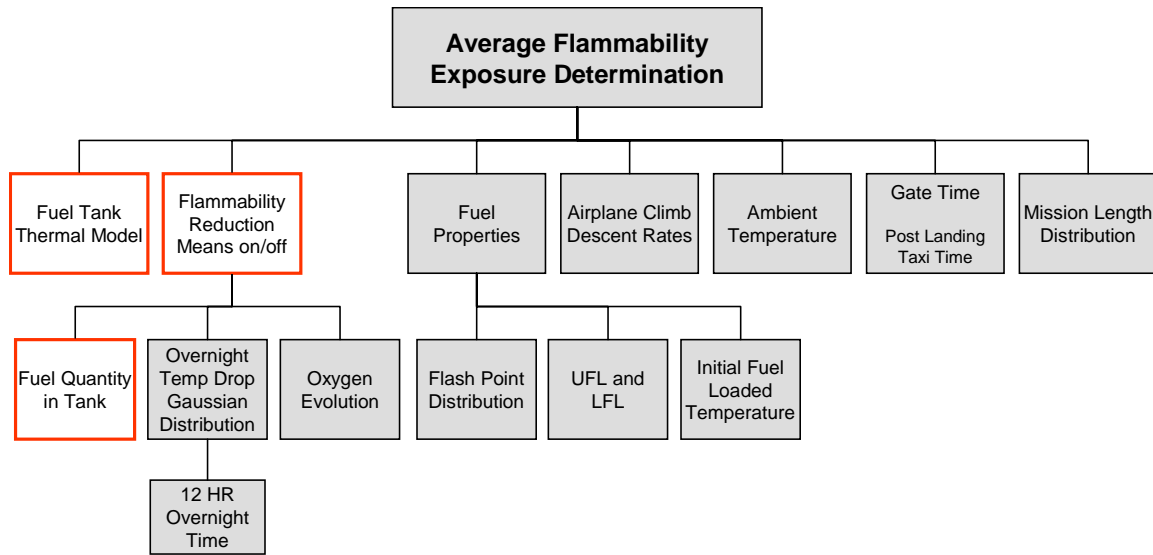 Average Flammability
Exposure Determination
Fuel Tank
Thermal Model
Flammability
Reduction
Means on/off
Fuel
Properties
Airplane Climb
Descent Rates
Ambient
Temperature
Gate Time
Post Landing
Taxi Time
Mission Length
Distribution
Fuel Quantity
in Tank
Overnight
Temp Drop
Gaussian
Distribution
Oxygen
Evolution
Flash Point
Distribution
UFL and
LFL
Initial Fuel
Loaded
Temperature
12 HR
Overnight
Time